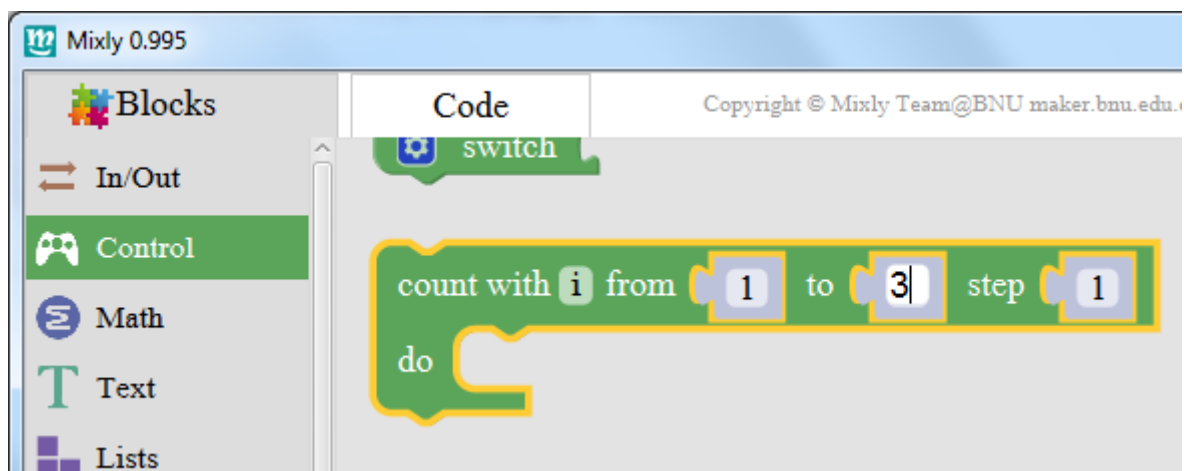 Mixly 0.995
Blocks
Code
Copyright © Mixly Team@BNU maker.bnu.edu.
In/Out
switch
Control
count with i from 1 to 3 step 1
Math
do
Text
Lists